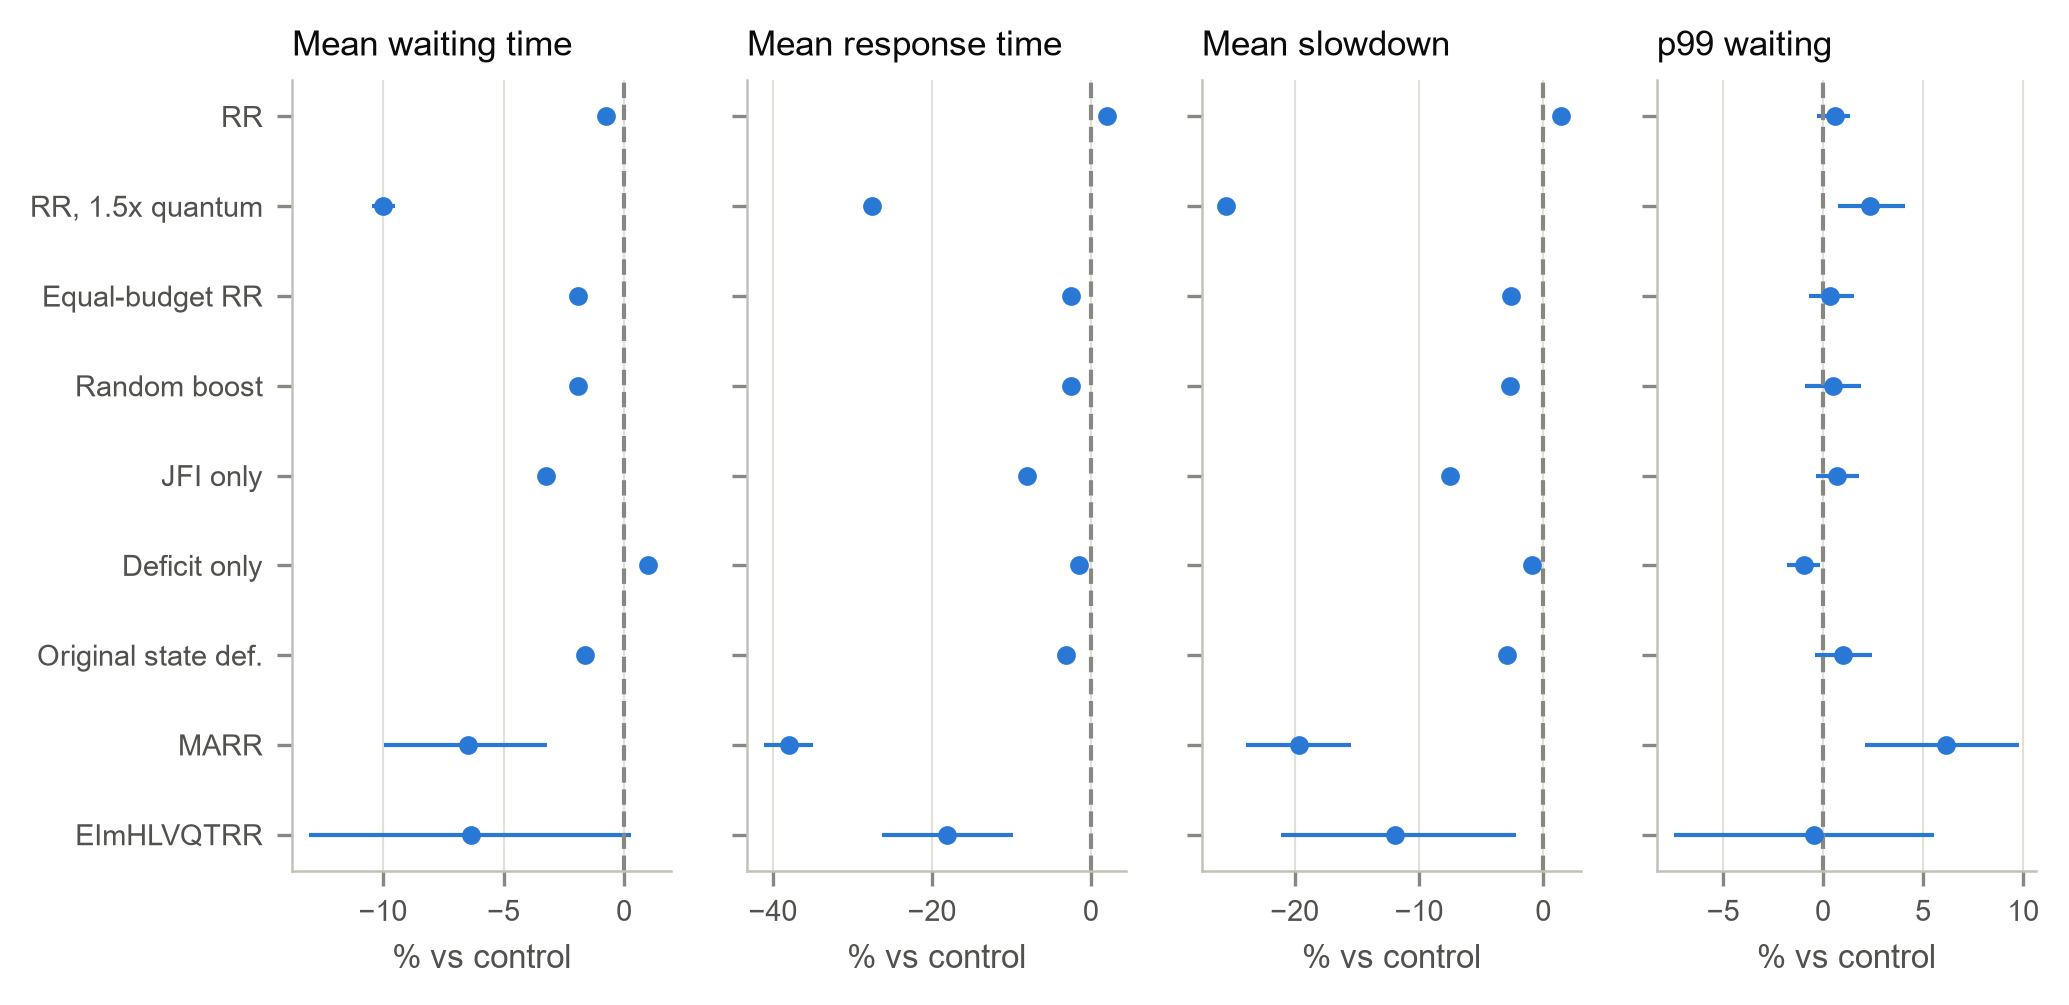 Mean waiting time
Mean response time
Mean slowdown
p99 waiting
RR
RR, 1.5x quantum
Equal-budget RR
Random boost
JFI only
Deficit only
Original state def.
MARR
EImHLVQTRR
−10 −5 0
−40 −20 0
−20 −10 0
−5 0 5 10
% vs control
% vs control
% vs control
% vs control